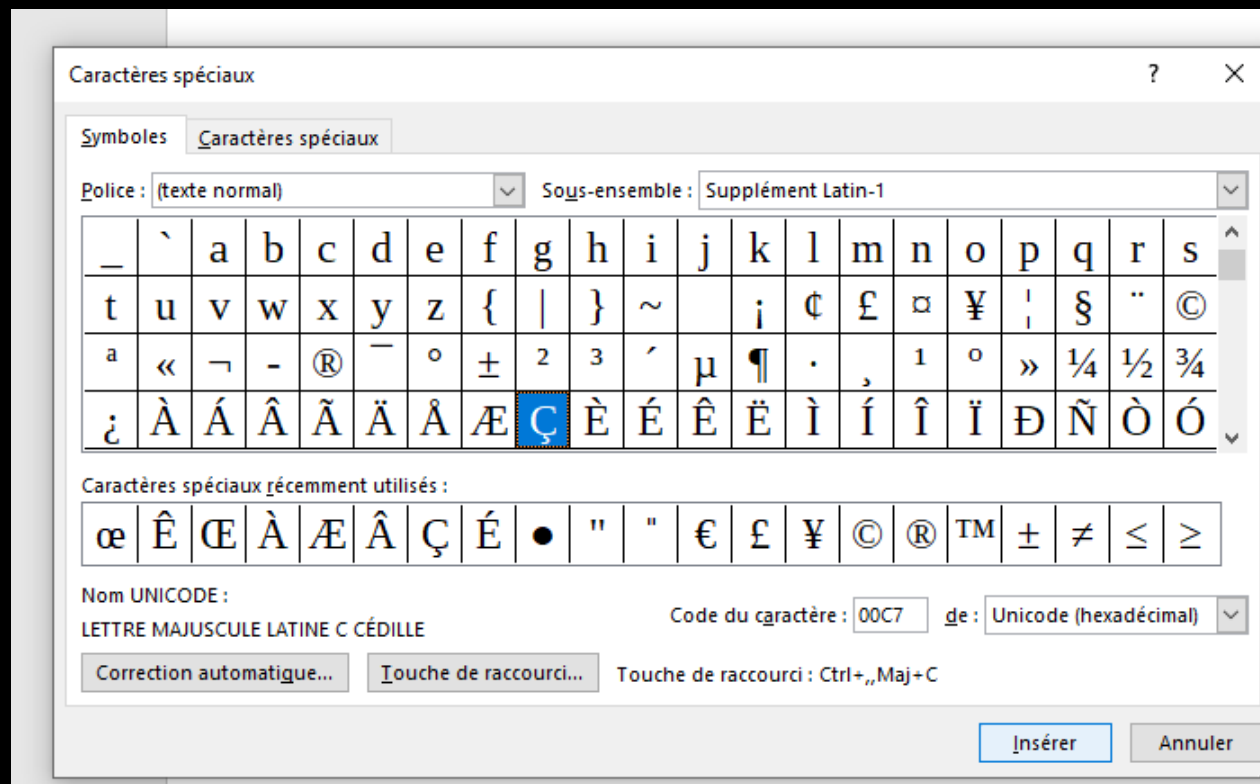 Caractères spéciaux ?
Symboles Caractères spéciaux
Police : (texte normal) Sous-ensemble : Supplément Latin-1
_ ` a b c d e f g h i j k l m n o p q r s
t u v w x y z { | } ~ ¡ ¢ £ ¤ ¥ ¦ § ¨ ©
ª « ¬ - ® ¯ ° ± ² ³ ´ µ ¶ · ¸ ¹ º » ¼ ½ ¾
¿ À Á Â Ã Ä Å Æ Ç È É Ê Ë Ì Í Î Ï Ð Ñ Ò Ó
Caractères spéciaux récemment utilisés :
œ Ê Œ À Æ Â Ç É ● " " € £ ¥ © ® ™ ± ≠ ≤ ≥
Nom UNICODE :
LETTRE MAJUSCULE LATINE C CÉDILLE
Code du caractère : 00C7 de : Unicode (hexadécimal)
Correction automatique... Touche de raccourci... Touche de raccourci : Ctrl+,,Maj+C
Insérer Annuler